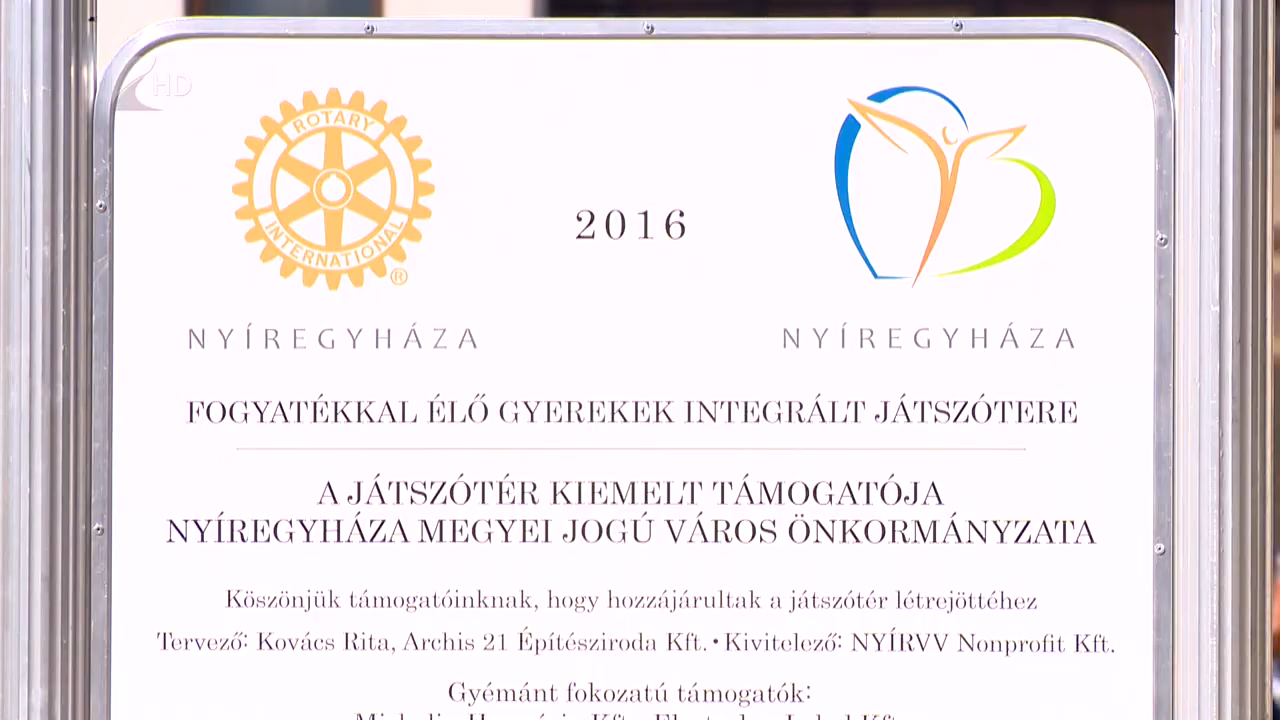 HD
ROTARY
INTERNATIONAL
®
2016
NYÍREGYHÁZA
NYÍREGYHÁZA
FOGYATÉKKAL ÉLŐ GYEREKEK INTEGRÁLT JÁTSZÓTERE
A JÁTSZÓTÉR KIEMELT TÁMOGATÓJA
NYÍREGYHÁZA MEGYEI JOGÚ VÁROS ÖNKORMÁNYZATA
Köszönjük támogatóinknak, hogy hozzájárultak a játszótér létrejöttéhez
Tervező: Kovács Rita, Archis 21 Építésziroda Kft. • Kivitelező: NYÍRVV Nonprofit Kft.
Gyémánt fokozatú támogatók: